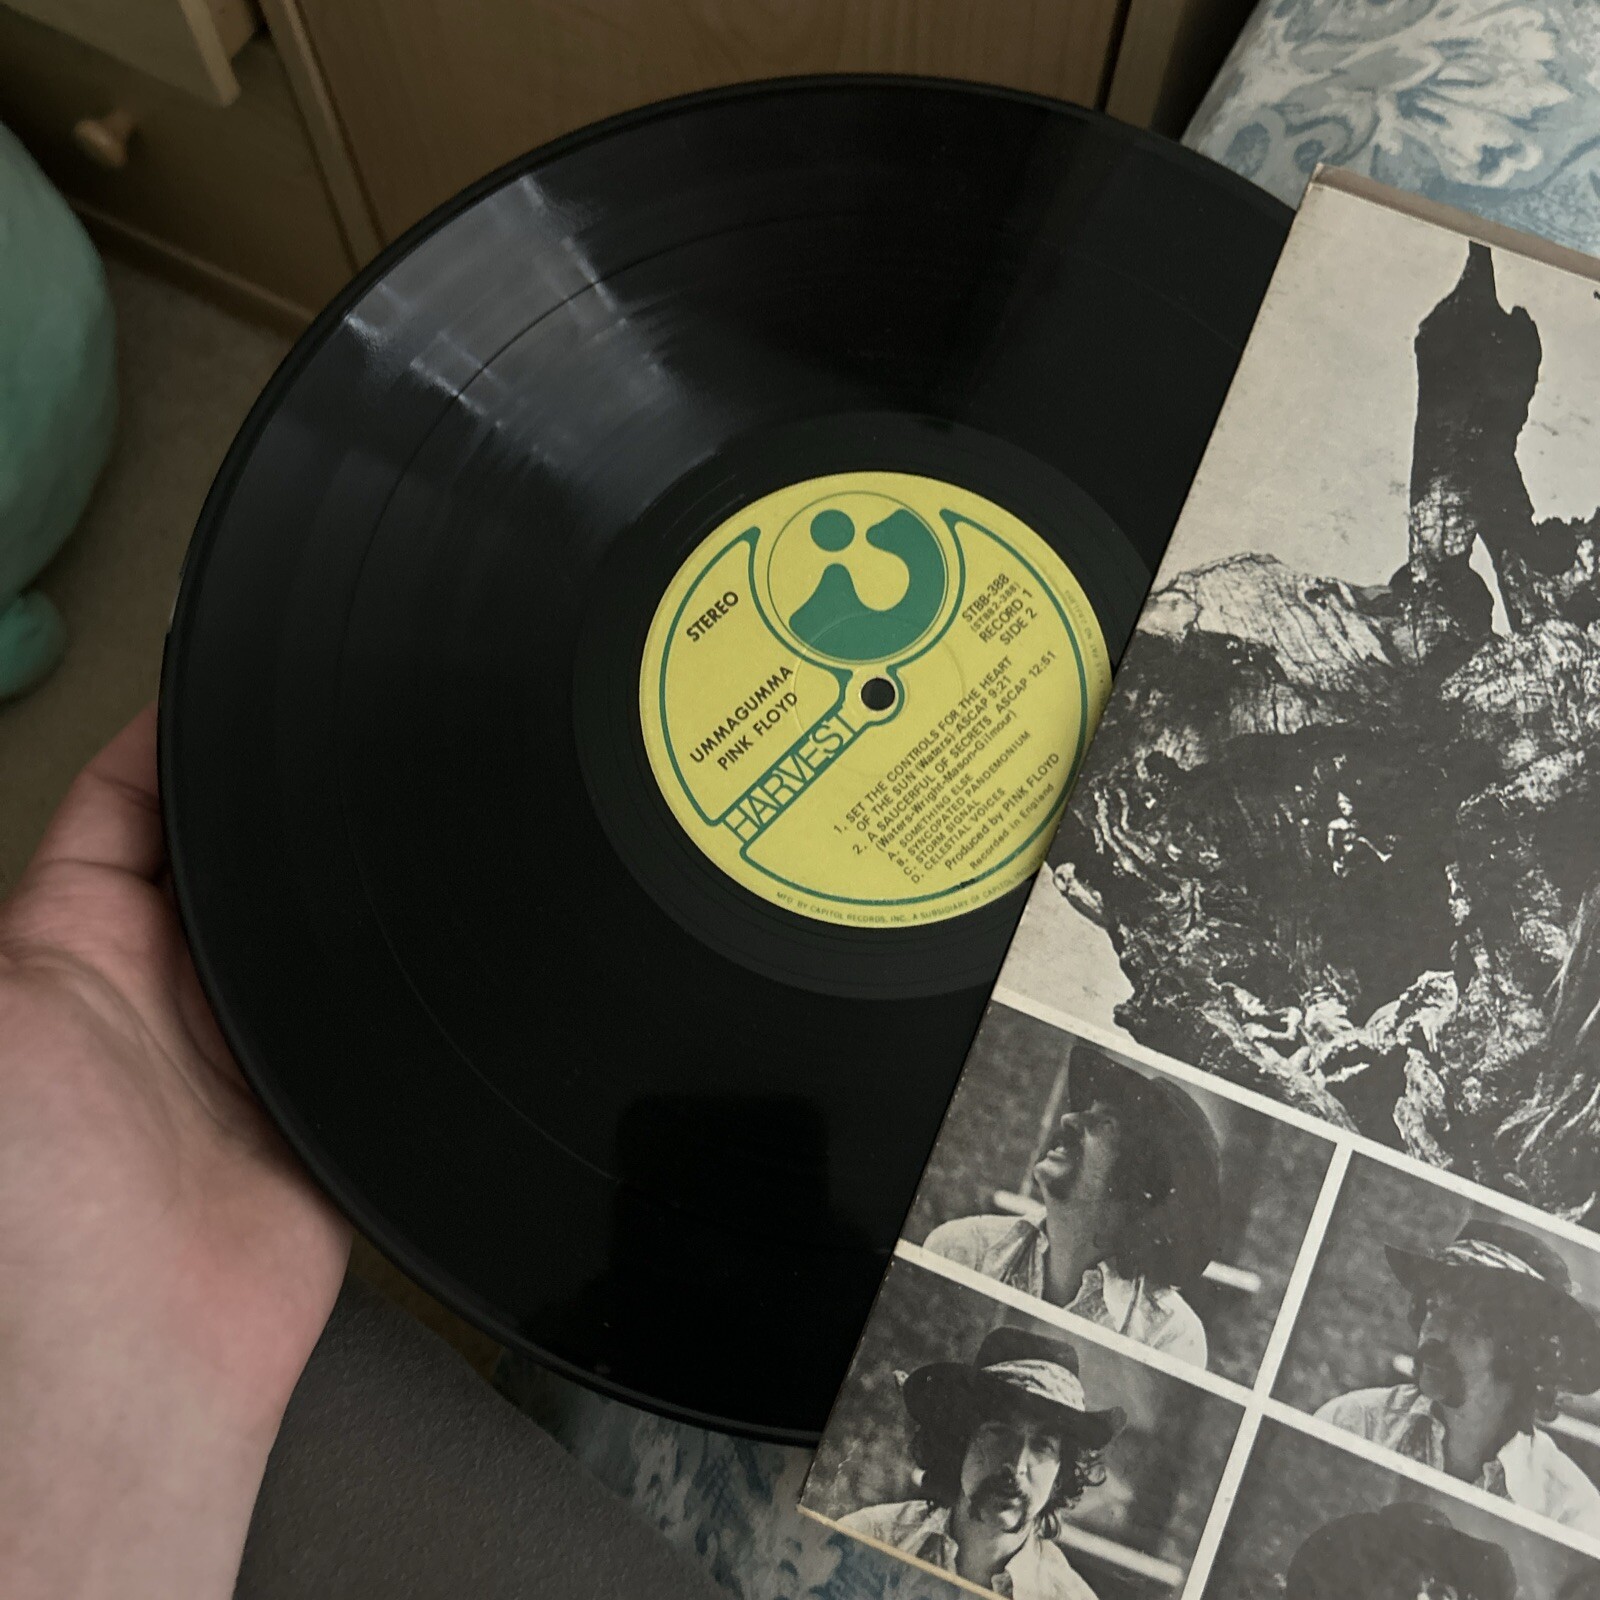 STEREO
STBB-388
(STBB2-388)
RECORD 1
SIDE 2
UMMAGUMMA
PINK FLOYD
HARVEST
1. SET THE CONTROLS FOR THE HEART
OF THE SUN (Waters) ASCAP 9:21
2. A SAUCERFUL OF SECRETS ASCAP 12:51
(Waters-Wright-Mason-Gilmour)
A. SOMETHING ELSE
B. SYNCOPATED PANDEMONIUM
C. STORM SIGNAL
D. CELESTIAL VOICES
Produced by PINK FLOYD
Recorded in England
MFD. BY CAPITOL RECORDS, INC., A SUBSIDIARY OF CAPITOL